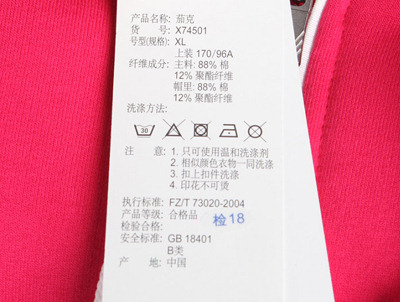 产品名称: 茄克
货 号: X74501
号型(规格): XL
上装 170/96A
纤维成分: 主料: 88% 棉
12% 聚酯纤维
帽里: 88% 棉
12% 聚酯纤维
洗涤方法:
30
注 意: 1. 只可使用温和洗涤剂
2. 相似颜色衣物一同洗涤
3. 扣上扣件洗涤
4. 印花不可烫
执行标准: FZ/T 73020-2004
产品等级: 合格品
检验合格: 检18
安全标准: GB 18401
B类
产 地: 中国